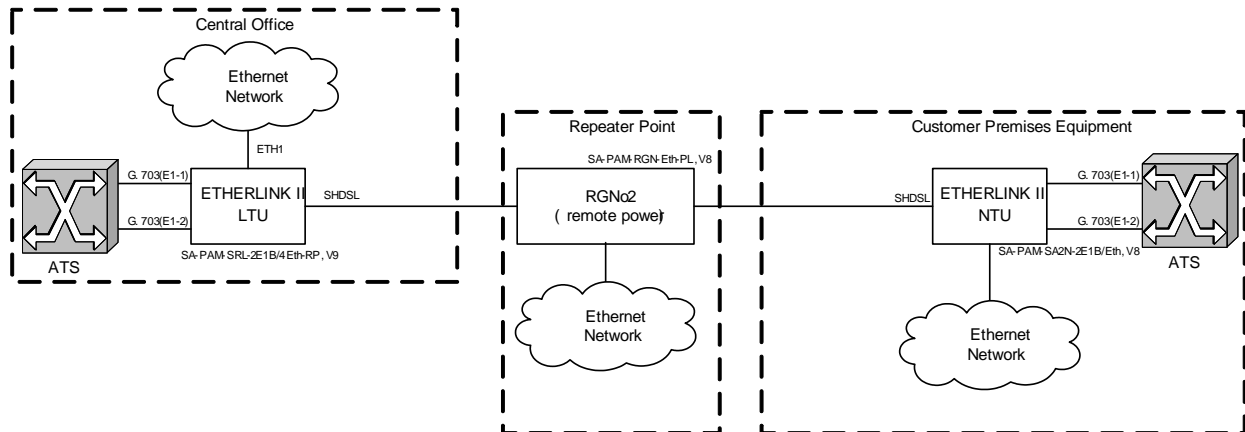 Central Office
Ethernet
Network
ETH1
G. 703(E1-1)
G. 703(E1-2)
ATS
ETHERLINK II
LTU
SHDSL
SA-PAM-SRL-2E1B/4Eth-RP, V9
Repeater Point
SA-PAM-RGN-Eth-PL, V8
RGNo2
( remote power)
Ethernet
Network
Customer Premises Equipment
SHDSL
ETHERLINK II
NTU
G. 703(E1-1)
G. 703(E1-2)
SA-PAM-SA2N-2E1B/Eth, V8
ATS
Ethernet
Network